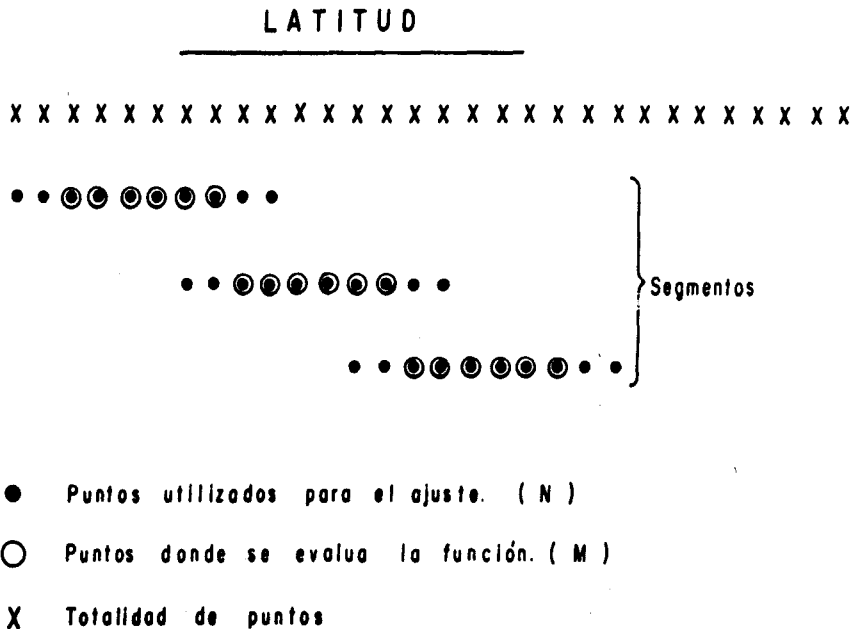 LATITUD
X X X X X X X X X X X X X X X X X X X X X X X X X X X X X X
Segmentos
Puntos utilizados para el ajuste. ( N )
Puntos donde se evalua la función. ( M )
X Totalidad de puntos